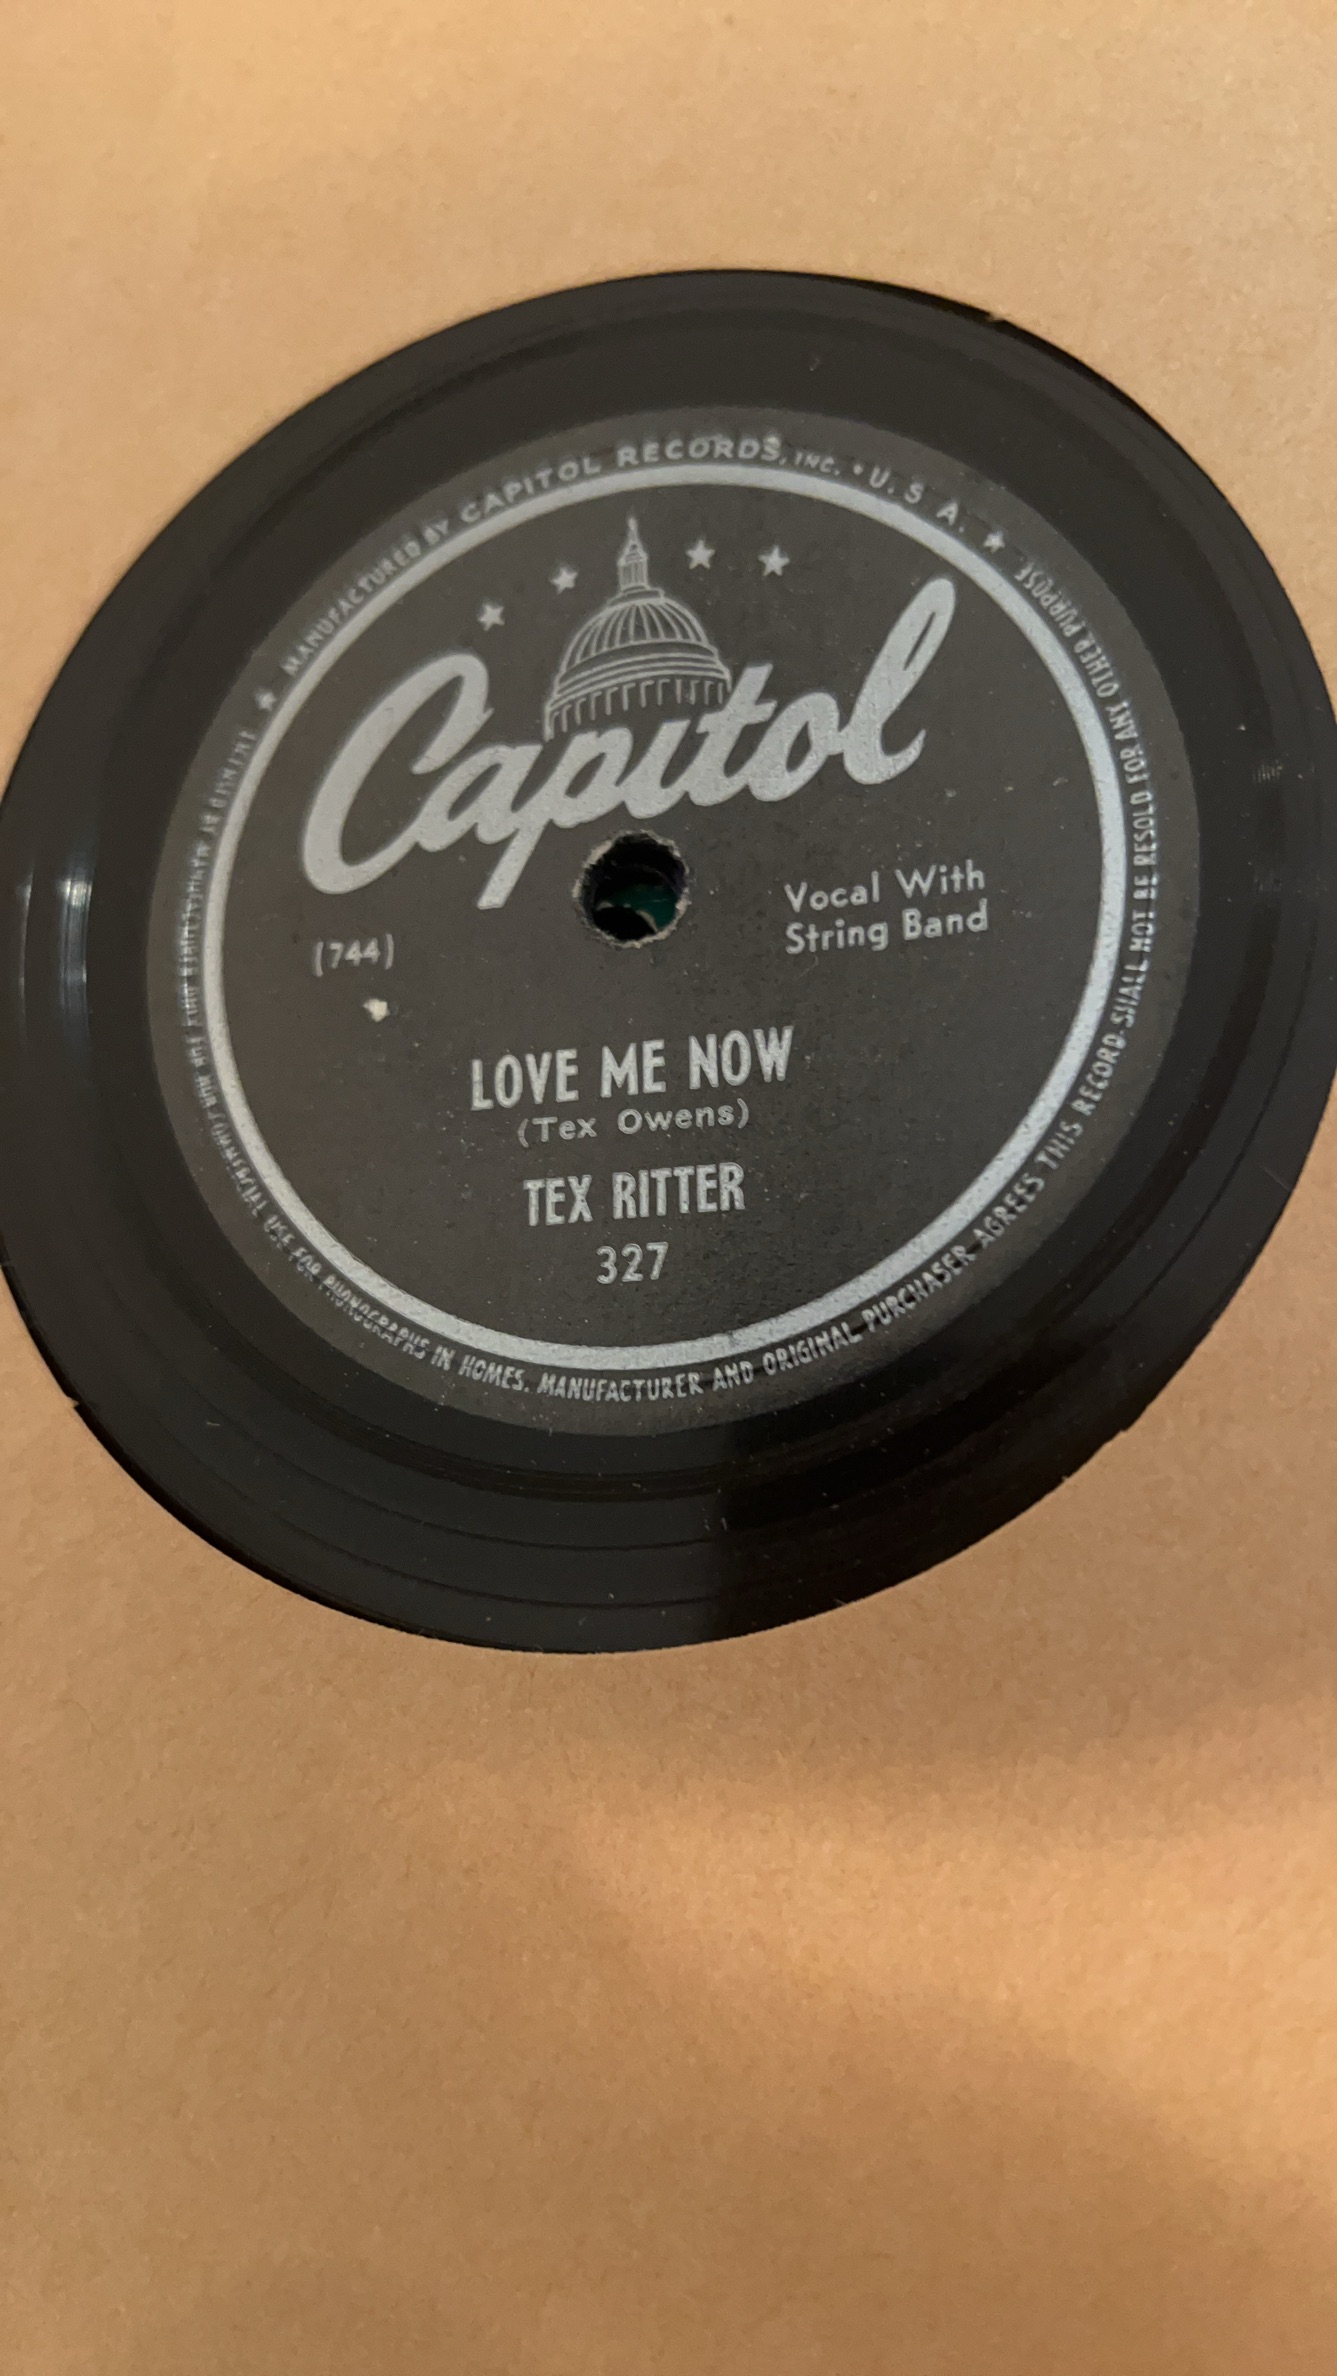 MANUFACTURED BY CAPITOL RECORDS, INC. • U. S. A.
Capitol
Vocal With
String Band
(744)
LOVE ME NOW
(Tex Owens)
TEX RITTER
327
USE FOR PHONOGRAPHS IN HOMES. MANUFACTURER AND ORIGINAL PURCHASER AGREES THIS RECORD SHALL NOT BE RESOLD FOR ANY OTHER PURPOSE